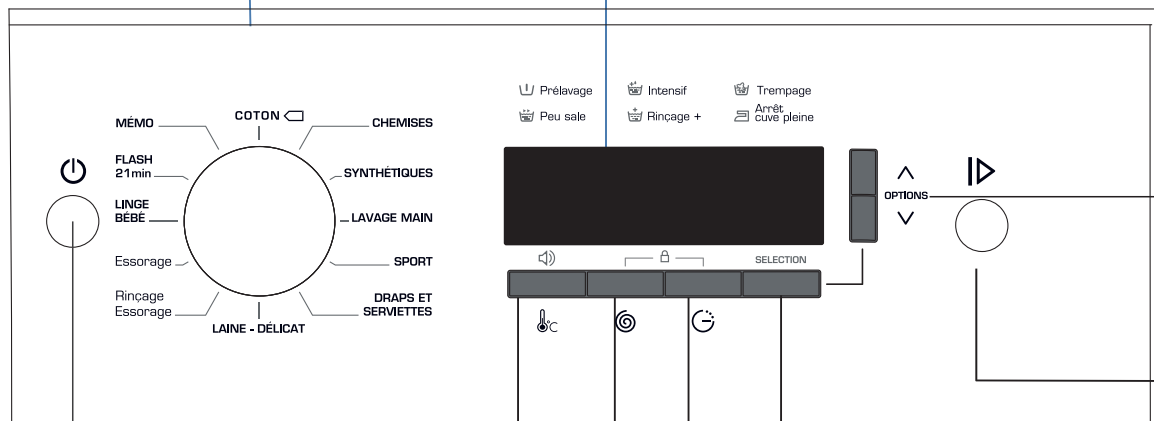 Prélavage
Intensif
Trempage
Peu sale
Rinçage +
Arrêt
cuve pleine
COTON
MÉMO
CHEMISES
FLASH
21min
SYNTHÉTIQUES
LINGE
BÉBÉ
LAVAGE MAIN
Essorage
SPORT
Rinçage
Essorage
DRAPS ET
SERVIETTES
LAINE - DÉLICAT
OPTIONS
SELECTION
°C